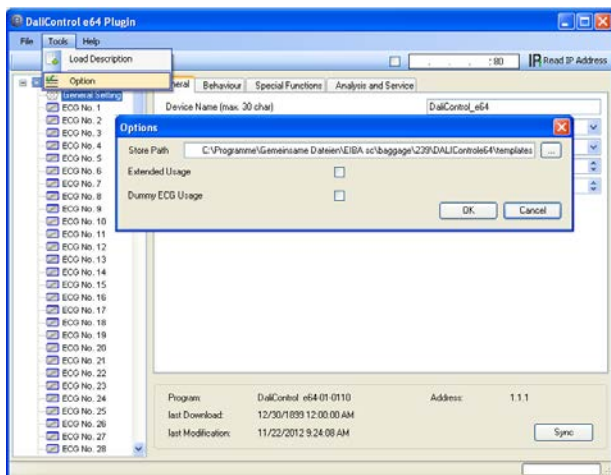 DaliControl e64 Plugin
File Tools Help
Load Description
Option
:80 Read IP Address
General Setting
Behaviour Special Functions Analysis and Service
Device Name (max. 30 char) DaliControl_e64
Options
Store Path C:\Programme\Gemeinsame Dateien\EIBA sc\baggage\239\DALIControle64\templates ...
Extended Usage
Dummy ECG Usage
OK Cancel
ECG No. 1
ECG No. 2
ECG No. 3
ECG No. 4
ECG No. 5
ECG No. 6
ECG No. 7
ECG No. 8
ECG No. 9
ECG No. 10
ECG No. 11
ECG No. 12
ECG No. 13
ECG No. 14
ECG No. 15
ECG No. 16
ECG No. 17
ECG No. 18
ECG No. 19
ECG No. 20
ECG No. 21
ECG No. 22
ECG No. 23
ECG No. 24
ECG No. 25
ECG No. 26
ECG No. 27
ECG No. 28
Program: DaliControl e64-01-0110 Address: 1.1.1
last Download: 12/30/1899 12:00:00 AM
last Modification: 11/22/2012 9:24:08 AM
Sync